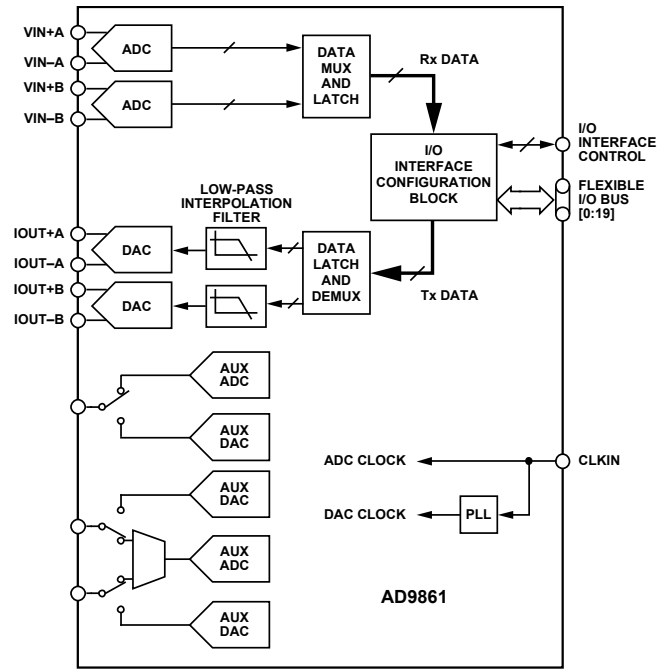 VIN+A
VIN–A
VIN+B
VIN–B
ADC
ADC
DATA
MUX
AND
LATCH
Rx DATA
I/O
INTERFACE
CONFIGURATION
BLOCK
I/O
INTERFACE
CONTROL
FLEXIBLE
I/O BUS
[0:19]
LOW-PASS
INTERPOLATION
FILTER
IOUT+A
IOUT–A
IOUT+B
IOUT–B
DAC
DAC
DATA
LATCH
AND
DEMUX
Tx DATA
AUX
ADC
AUX
DAC
AUX
DAC
AUX
ADC
AUX
DAC
ADC CLOCK
CLKIN
DAC CLOCK
PLL
AD9861